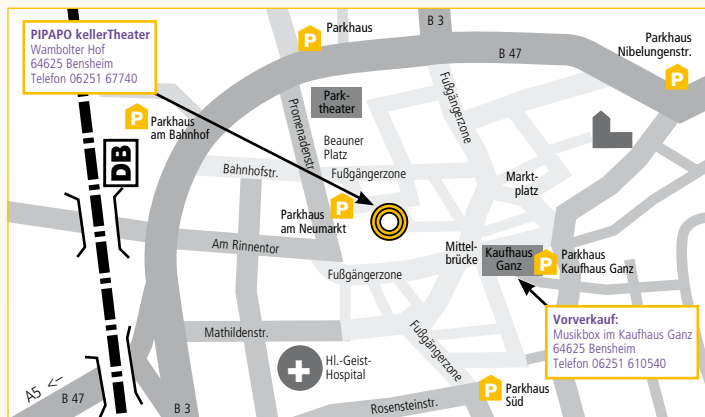 PIPAPO kellerTheater
Wambolter Hof
64625 Bensheim
Telefon 06251 67740
P
Parkhaus
B 3
B 47
Parkhaus
Nibelungenstr.
P
P
Parkhaus
am Bahnhof
DB
Promenadenstr.
Park-
theater
Beauner
Platz
Fußgängerzone
Bahnhofstr.
Fußgängerzone
Markt-
platz
P
Parkhaus
am Neumarkt
Am Rinnentor
Fußgängerzone
Mittel-
brücke
Kaufhaus
Ganz
P
Parkhaus
Kaufhaus Ganz
Mathildenstr.
Fußgängerzone
Vorverkauf:
Musikbox im Kaufhaus Ganz
64625 Bensheim
Telefon 06251 610540
Hl.-Geist-
Hospital
P
Parkhaus
Süd
A5 <-
B 47
B 3
Rosensteinstr.